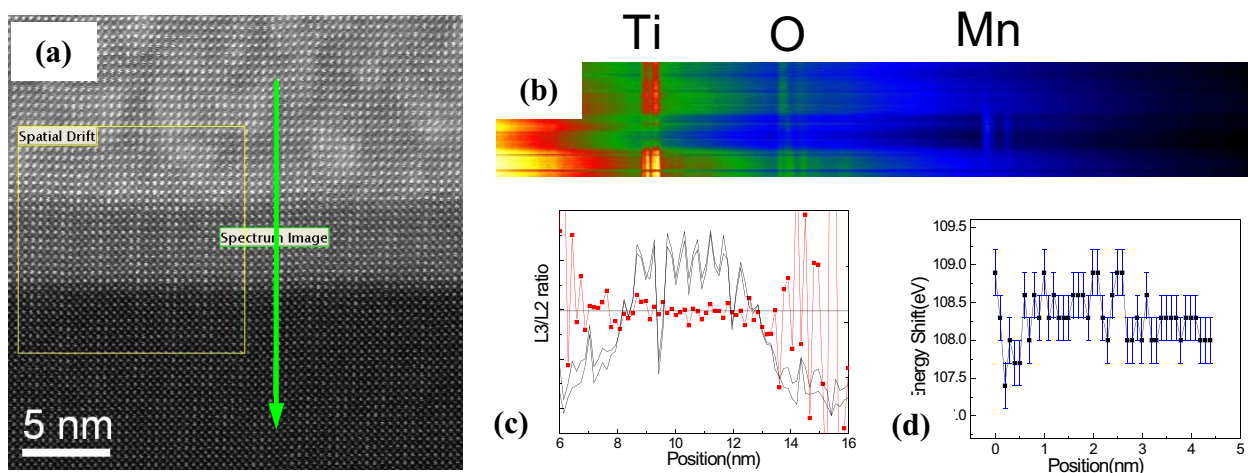 (a)
Spatial Drift
Spectrum Image
5 nm
Ti O Mn
(b)
L3/L2 ratio
6 8 10 12 14 16
Position(nm)
(c)
109.5
109.0
108.5
108.0
107.5
Energy Shift(eV)
0 1 2 3 4 5
Position(nm)
(d)